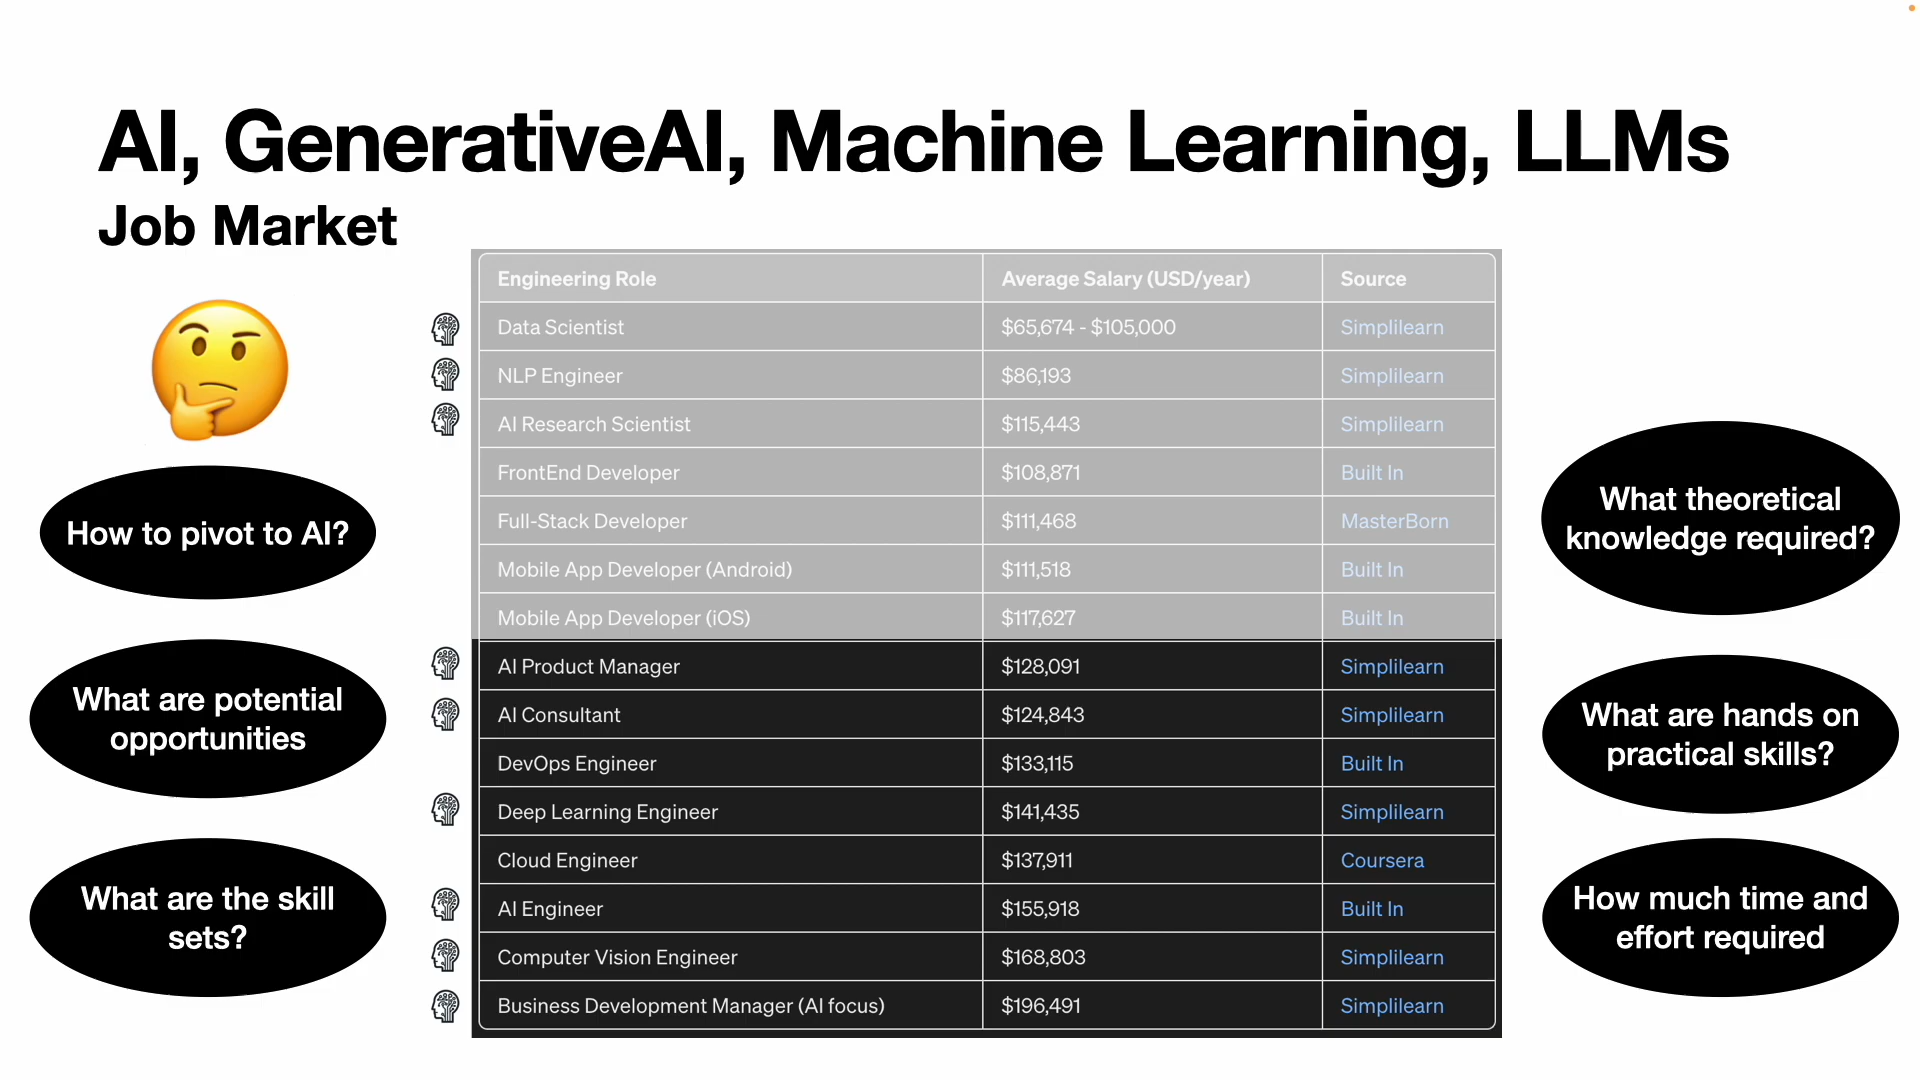 AI, GenerativeAI, Machine Learning, LLMs
Job Market
How to pivot to AI?
What are potential
opportunities
What are the skill
sets?
Engineering Role Average Salary (USD/year) Source
Data Scientist $65,674 - $105,000 Simplilearn
NLP Engineer $86,193 Simplilearn
AI Research Scientist $115,443 Simplilearn
FrontEnd Developer $108,871 Built In
Full-Stack Developer $111,468 MasterBorn
Mobile App Developer (Android) $111,518 Built In
Mobile App Developer (iOS) $117,627 Built In
AI Product Manager $128,091 Simplilearn
AI Consultant $124,843 Simplilearn
DevOps Engineer $133,115 Built In
Deep Learning Engineer $141,435 Simplilearn
Cloud Engineer $137,911 Coursera
AI Engineer $155,918 Built In
Computer Vision Engineer $168,803 Simplilearn
Business Development Manager (AI focus) $196,491 Simplilearn
What theoretical
knowledge required?
What are hands on
practical skills?
How much time and
effort required